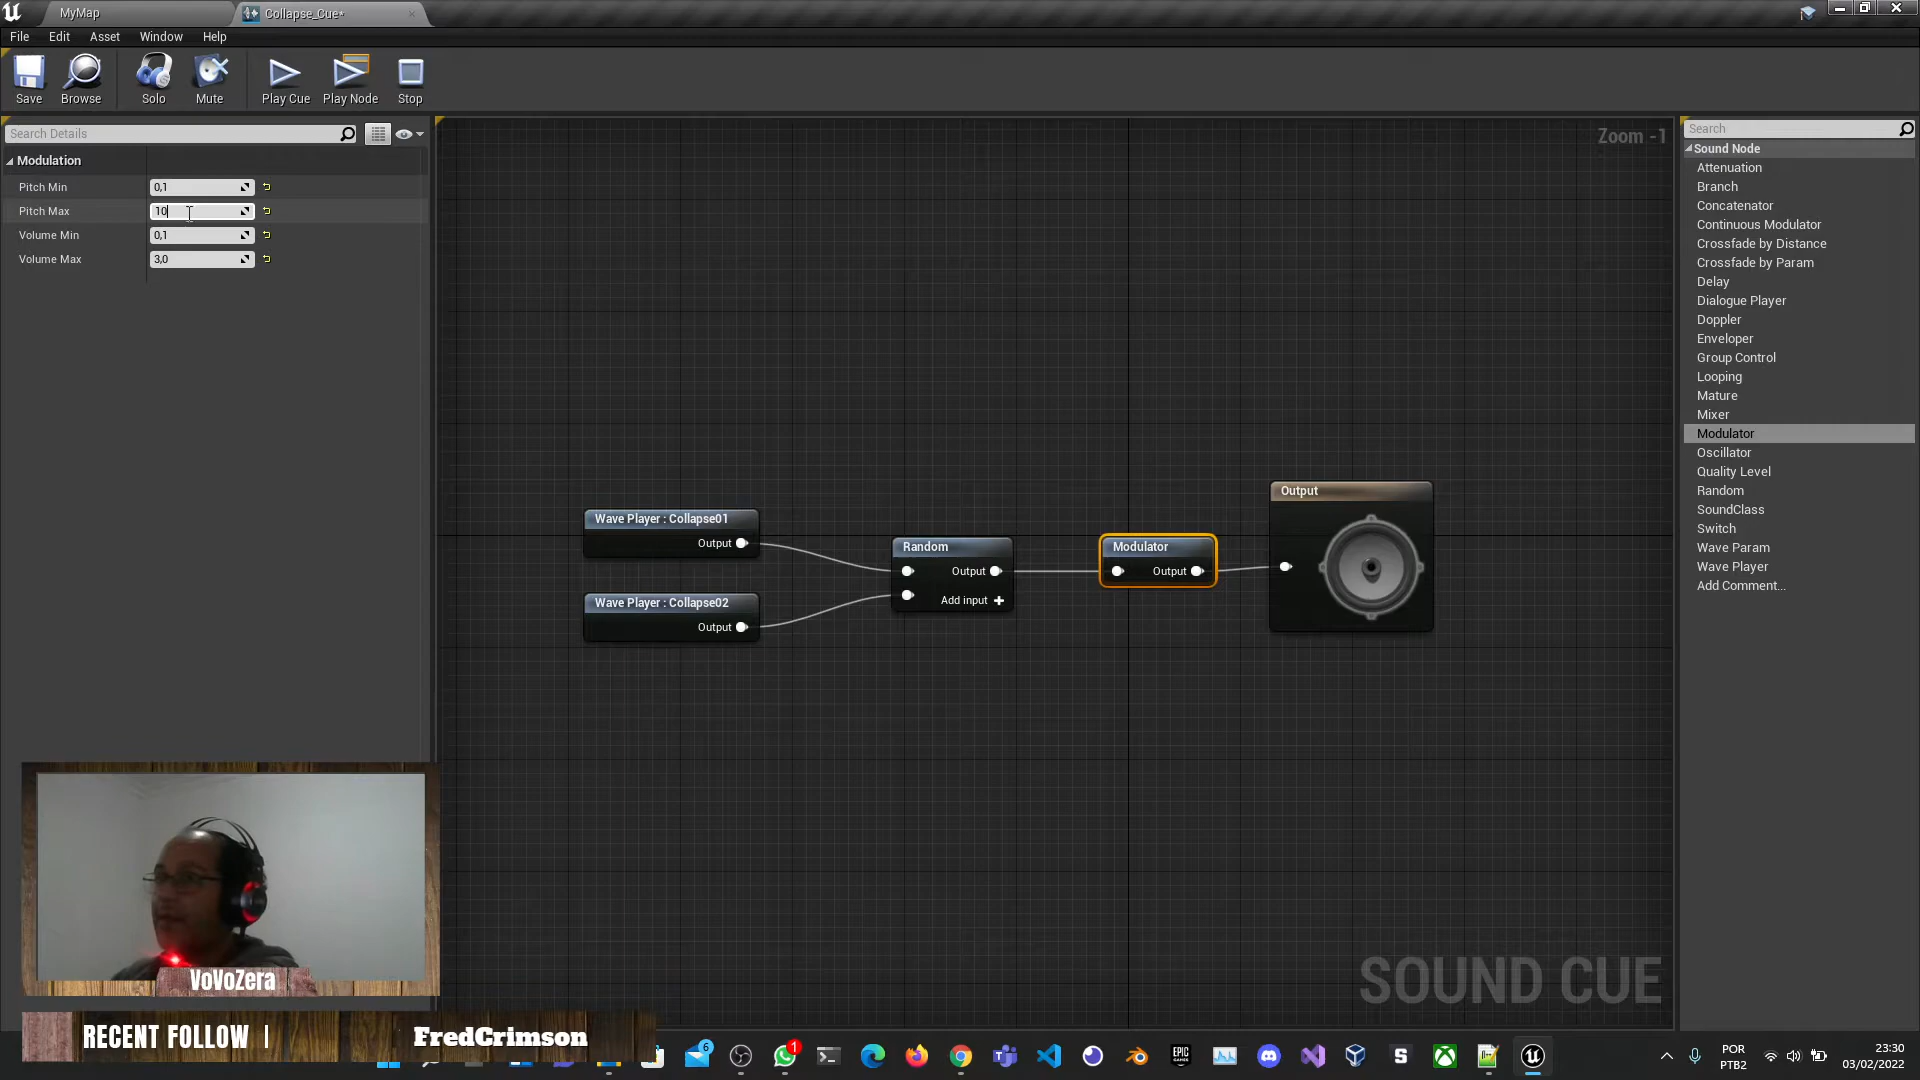 MyMap
Collapse_Cue*
File Edit Asset Window Help
Save Browse Solo Mute Play Cue Play Node Stop
Search Details
Modulation
Pitch Min 0,1
Pitch Max 10
Volume Min 0,1
Volume Max 3,0
Zoom -1
Wave Player : Collapse01
Output
Wave Player : Collapse02
Output
Random
Output
Add input
Modulator
Output
Output
SOUND CUE
Search
Sound Node
Attenuation
Branch
Concatenator
Continuous Modulator
Crossfade by Distance
Crossfade by Param
Delay
Dialogue Player
Doppler
Enveloper
Group Control
Looping
Mature
Mixer
Modulator
Oscillator
Quality Level
Random
SoundClass
Switch
Wave Param
Wave Player
Add Comment...
VoVoZera
RECENT FOLLOW | FredCrimson
6
1
EPIC GAMES
S
POR
PTB2
23:30
03/02/2022